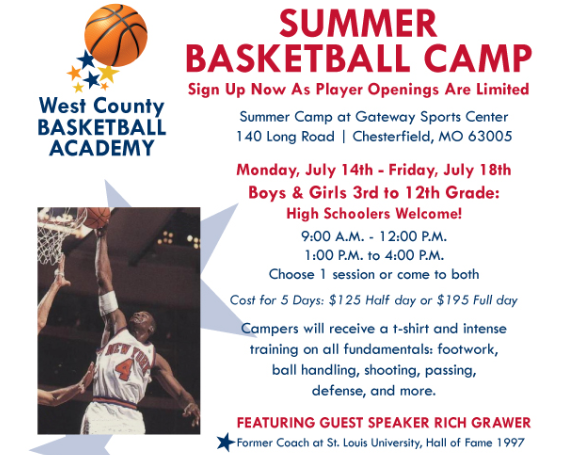 SUMMER
BASKETBALL CAMP
Sign Up Now As Player Openings Are Limited
West County
BASKETBALL
ACADEMY
Summer Camp at Gateway Sports Center
140 Long Road | Chesterfield, MO 63005
Monday, July 14th - Friday, July 18th
Boys & Girls 3rd to 12th Grade:
High Schoolers Welcome!
9:00 A.M. - 12:00 P.M.
1:00 P.M. to 4:00 P.M.
Choose 1 session or come to both
Cost for 5 Days: $125 Half day or $195 Full day
Campers will receive a t-shirt and intense
training on all fundamentals: footwork,
ball handling, shooting, passing,
defense, and more.
NEW YORK
4
FEATURING GUEST SPEAKER RICH GRAWER
Former Coach at St. Louis University, Hall of Fame 1997